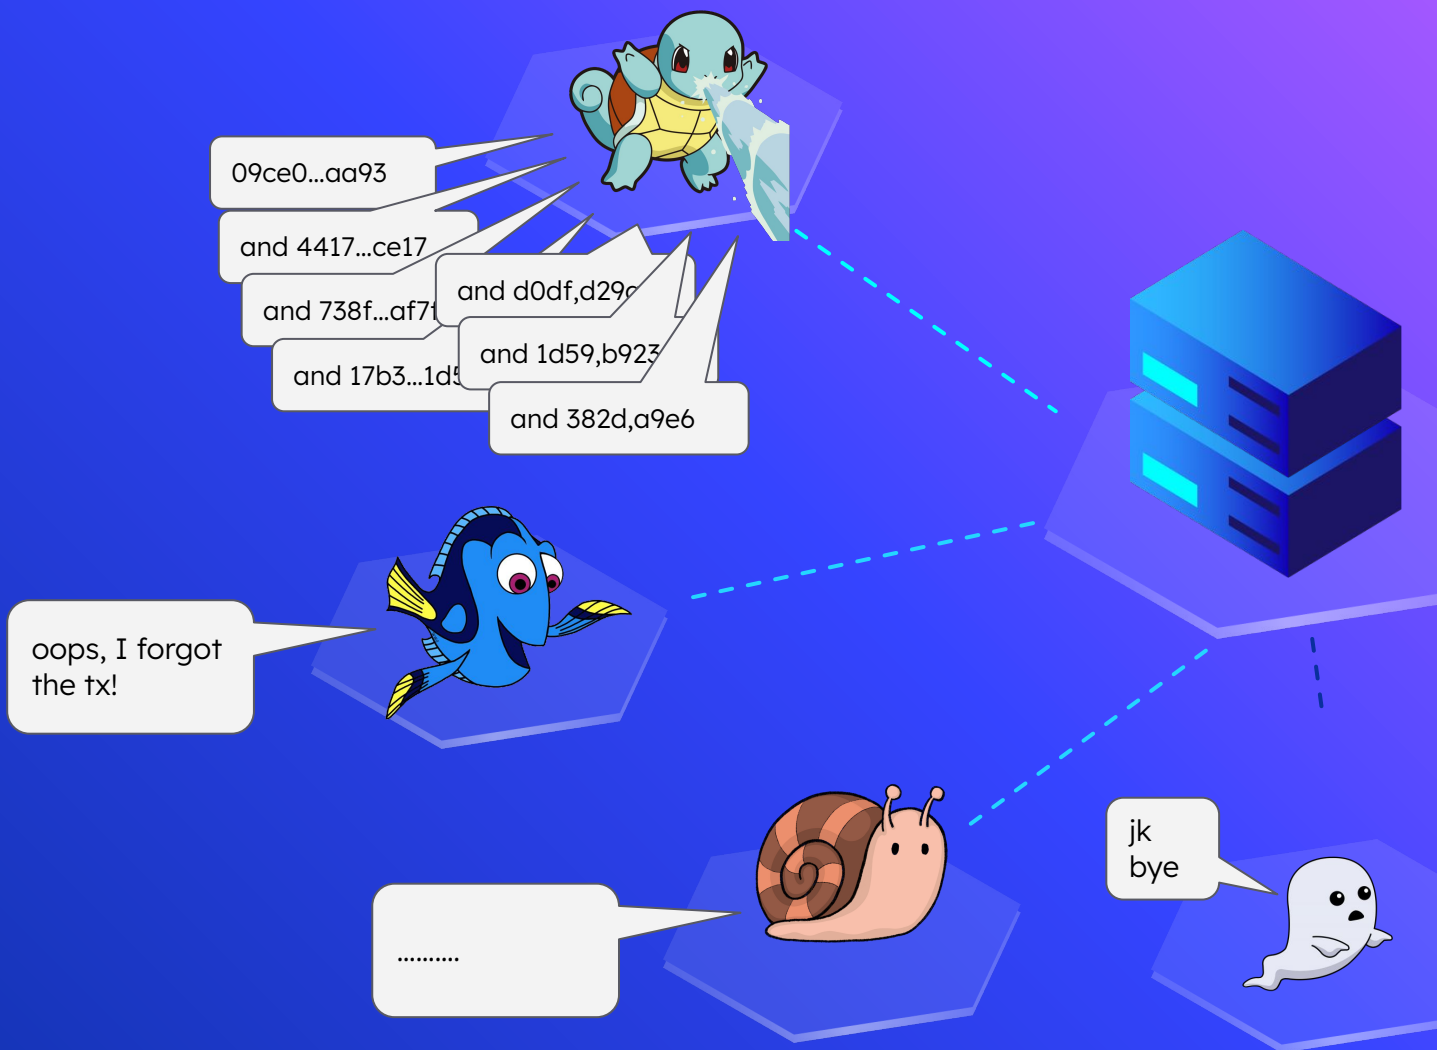 09ce0...aa93
and 4417...ce17
and 738f...af7
and 17b3...1d5
and d0df,d29
and 1d59,b923
and 382d,a9e6
oops, I forgot
the tx!
..........
jk
bye